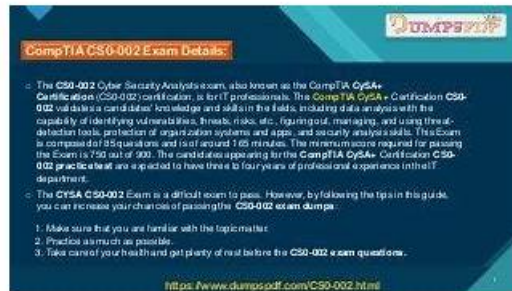 DUMPSPDF
CompTIA CS0-002 Exam Details:
The CS0-002 Cyber Security Analysts exam, also known as the CompTIA CySA+
Certification (CS0-002) certification, is for IT professionals. The CompTIA CySA+ Certification CS0-
002 validates a candidates' knowledge and skills in the fields, including data analysis with the
capability of identifying vulnerabilities, threats, risks, etc., figuring out, managing, and using threat-
detection tools, protection of organization systems and apps, and security analyse skills. This Exam
is composed of 85 questions and is of around 165 minutes. The minimum score required for passing
the Exam is 750 out of 900. The candidates appearing for the CompTIA CySA+ Certification CS0-
002 practice test are expected to have three to four years of professional experience in the IT
department.
The CYSA CS0-002 Exam is a difficult exam to pass. However, by following the tips in this guide,
you can increase your chances of passing the CS0-002 exam dumps:
1. Make sure that you are familiar with the topic matter.
2. Practice as much as possible.
3. Take care of your health and get plenty of rest before the CS0-002 exam questions.
https://www.dumpspdf.com/CS0-002.html